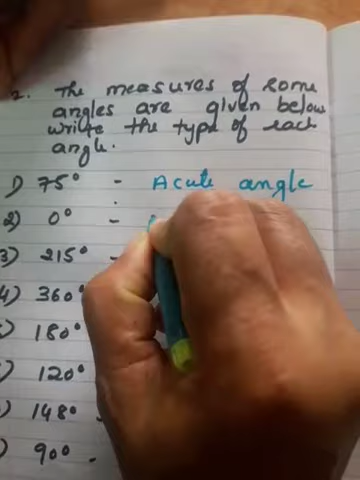 2. The measures of some
angles are given below
write the type of each
angle.
1) 75° - Acute angle
2) 0° -
3) 215° -
4) 360°
180°
) 120°
) 148°
) 90° -